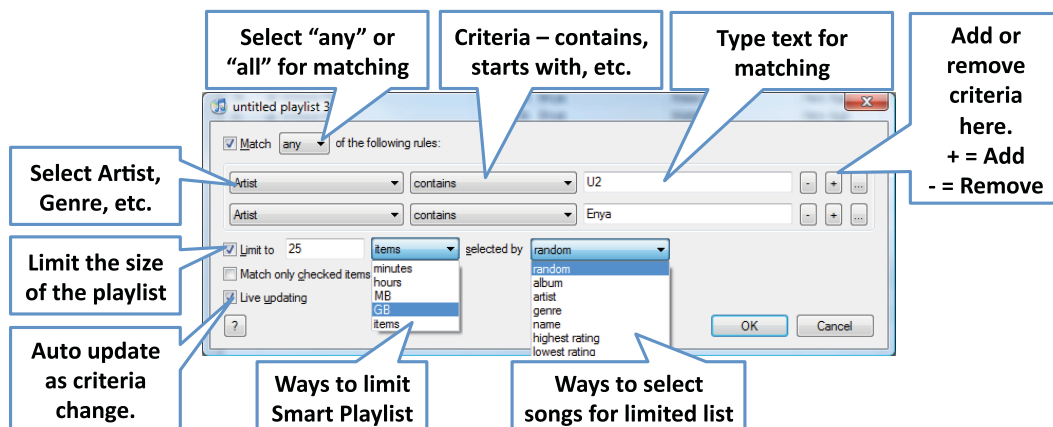 Select “any” or
“all” for matching
Criteria – contains,
starts with, etc.
Type text for
matching
Add or
remove
criteria
here.
+ = Add
- = Remove
untitled playlist 3
Match any of the following rules:
Select Artist,
Genre, etc.
Artist contains U2 - + ...
Artist contains Enya - + ...
Limit the size
of the playlist
Limit to 25 items selected by random
Match only checked items
Live updating
minutes
hours
MB
GB
items
random
album
artist
genre
name
highest rating
lowest rating
?
OK Cancel
Auto update
as criteria
change.
Ways to limit
Smart Playlist
Ways to select
songs for limited list